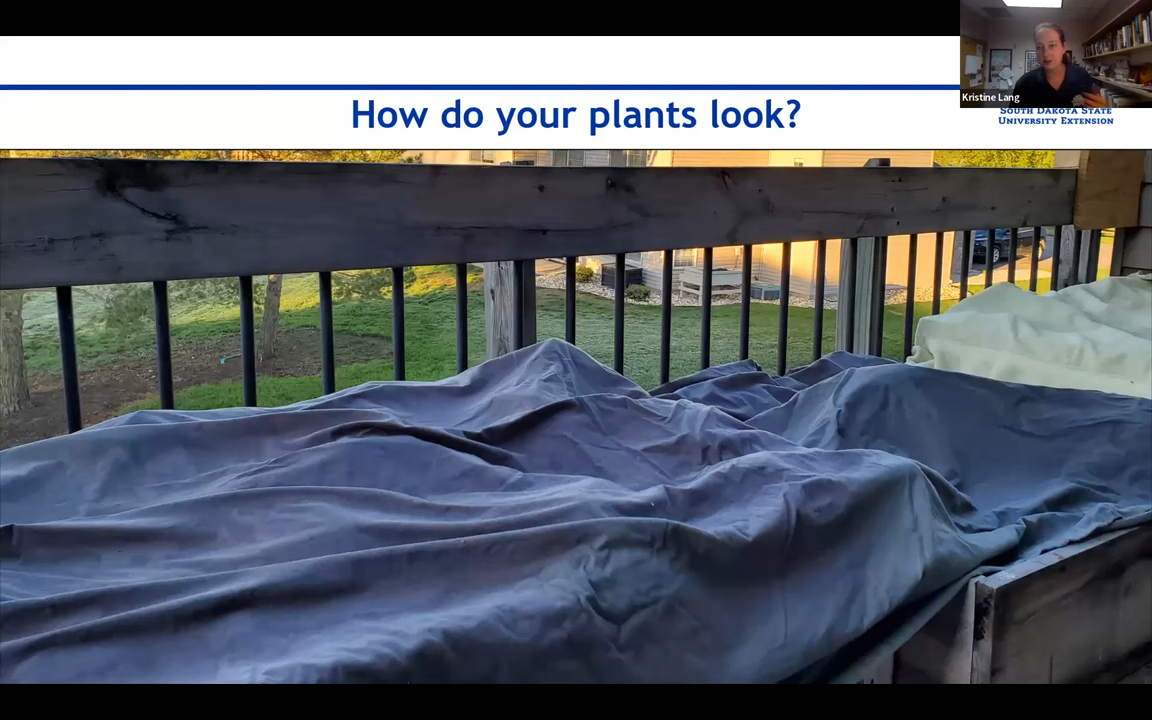 How do your plants look?
Kristine Lang
South Dakota State
University Extension